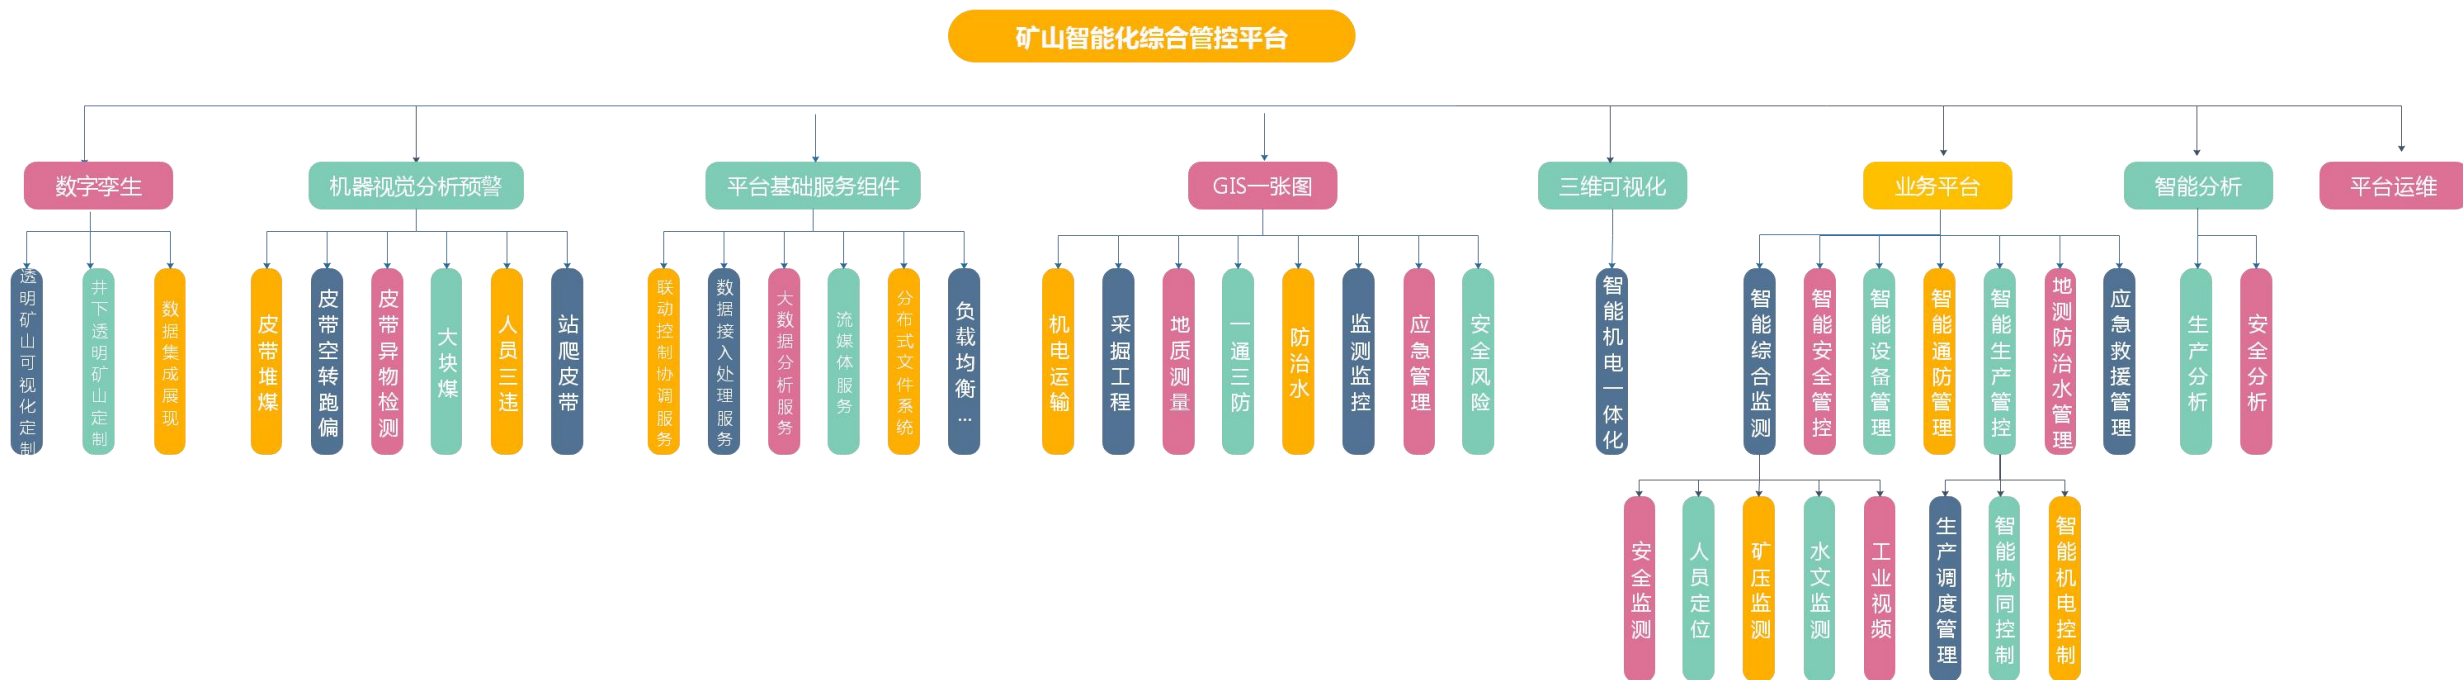 矿山智能化综合管控平台
数字孪生
机器视觉分析预警
平台基础服务组件
GIS一张图
三维可视化
业务平台
智能分析
平台运维
透明矿山可视化定制
井下透明矿山定制
数据集成展现
皮带堆煤
皮带空转跑偏
皮带异物检测
大块煤
人员三违
站爬皮带
联动控制协调服务
数据接入处理服务
大数据分析服务
流媒体服务
分布式文件系统
负载均衡...
机电运输
采掘工程
地质测量
一通三防
防治水
监测监控
应急管理
安全风险
智能机电一体化
智能综合监测
智能安全管控
智能设备管理
智能通防管理
智能生产管控
地测防治水管理
应急救援管理
生产分析
安全分析
安全监测
人员定位
矿压监测
水文监测
工业视频
生产调度管理
智能协同控制
智能机电控制